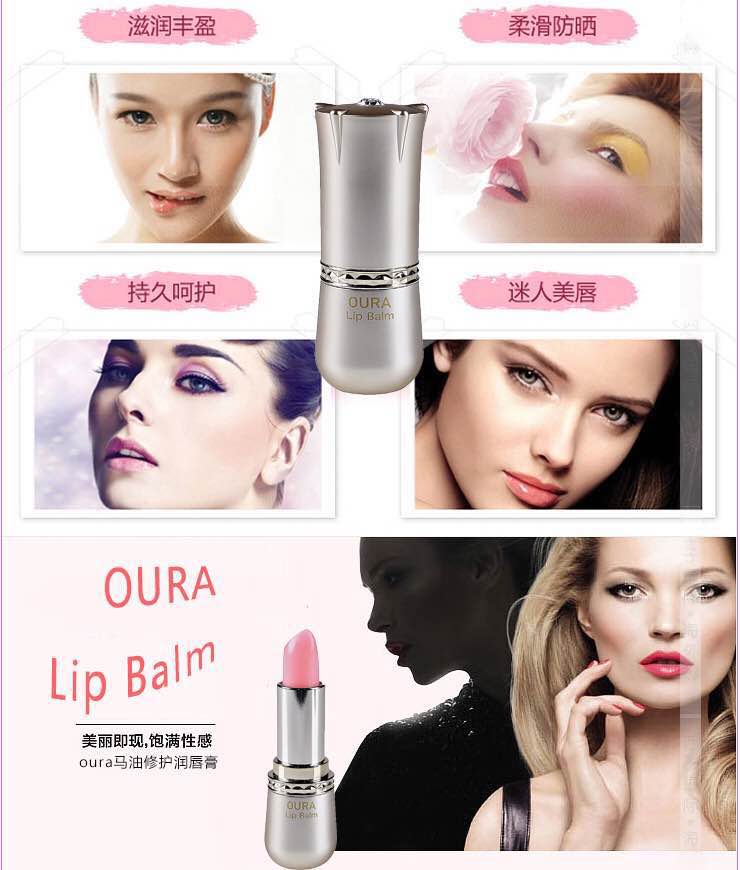 滋润丰盈
柔滑防晒
持久呵护
迷人美唇
OURA
Lip Balm
OURA
Lip Balm
美丽即现,饱满性感
oura马油修护润唇膏
OURA
Lip Balm